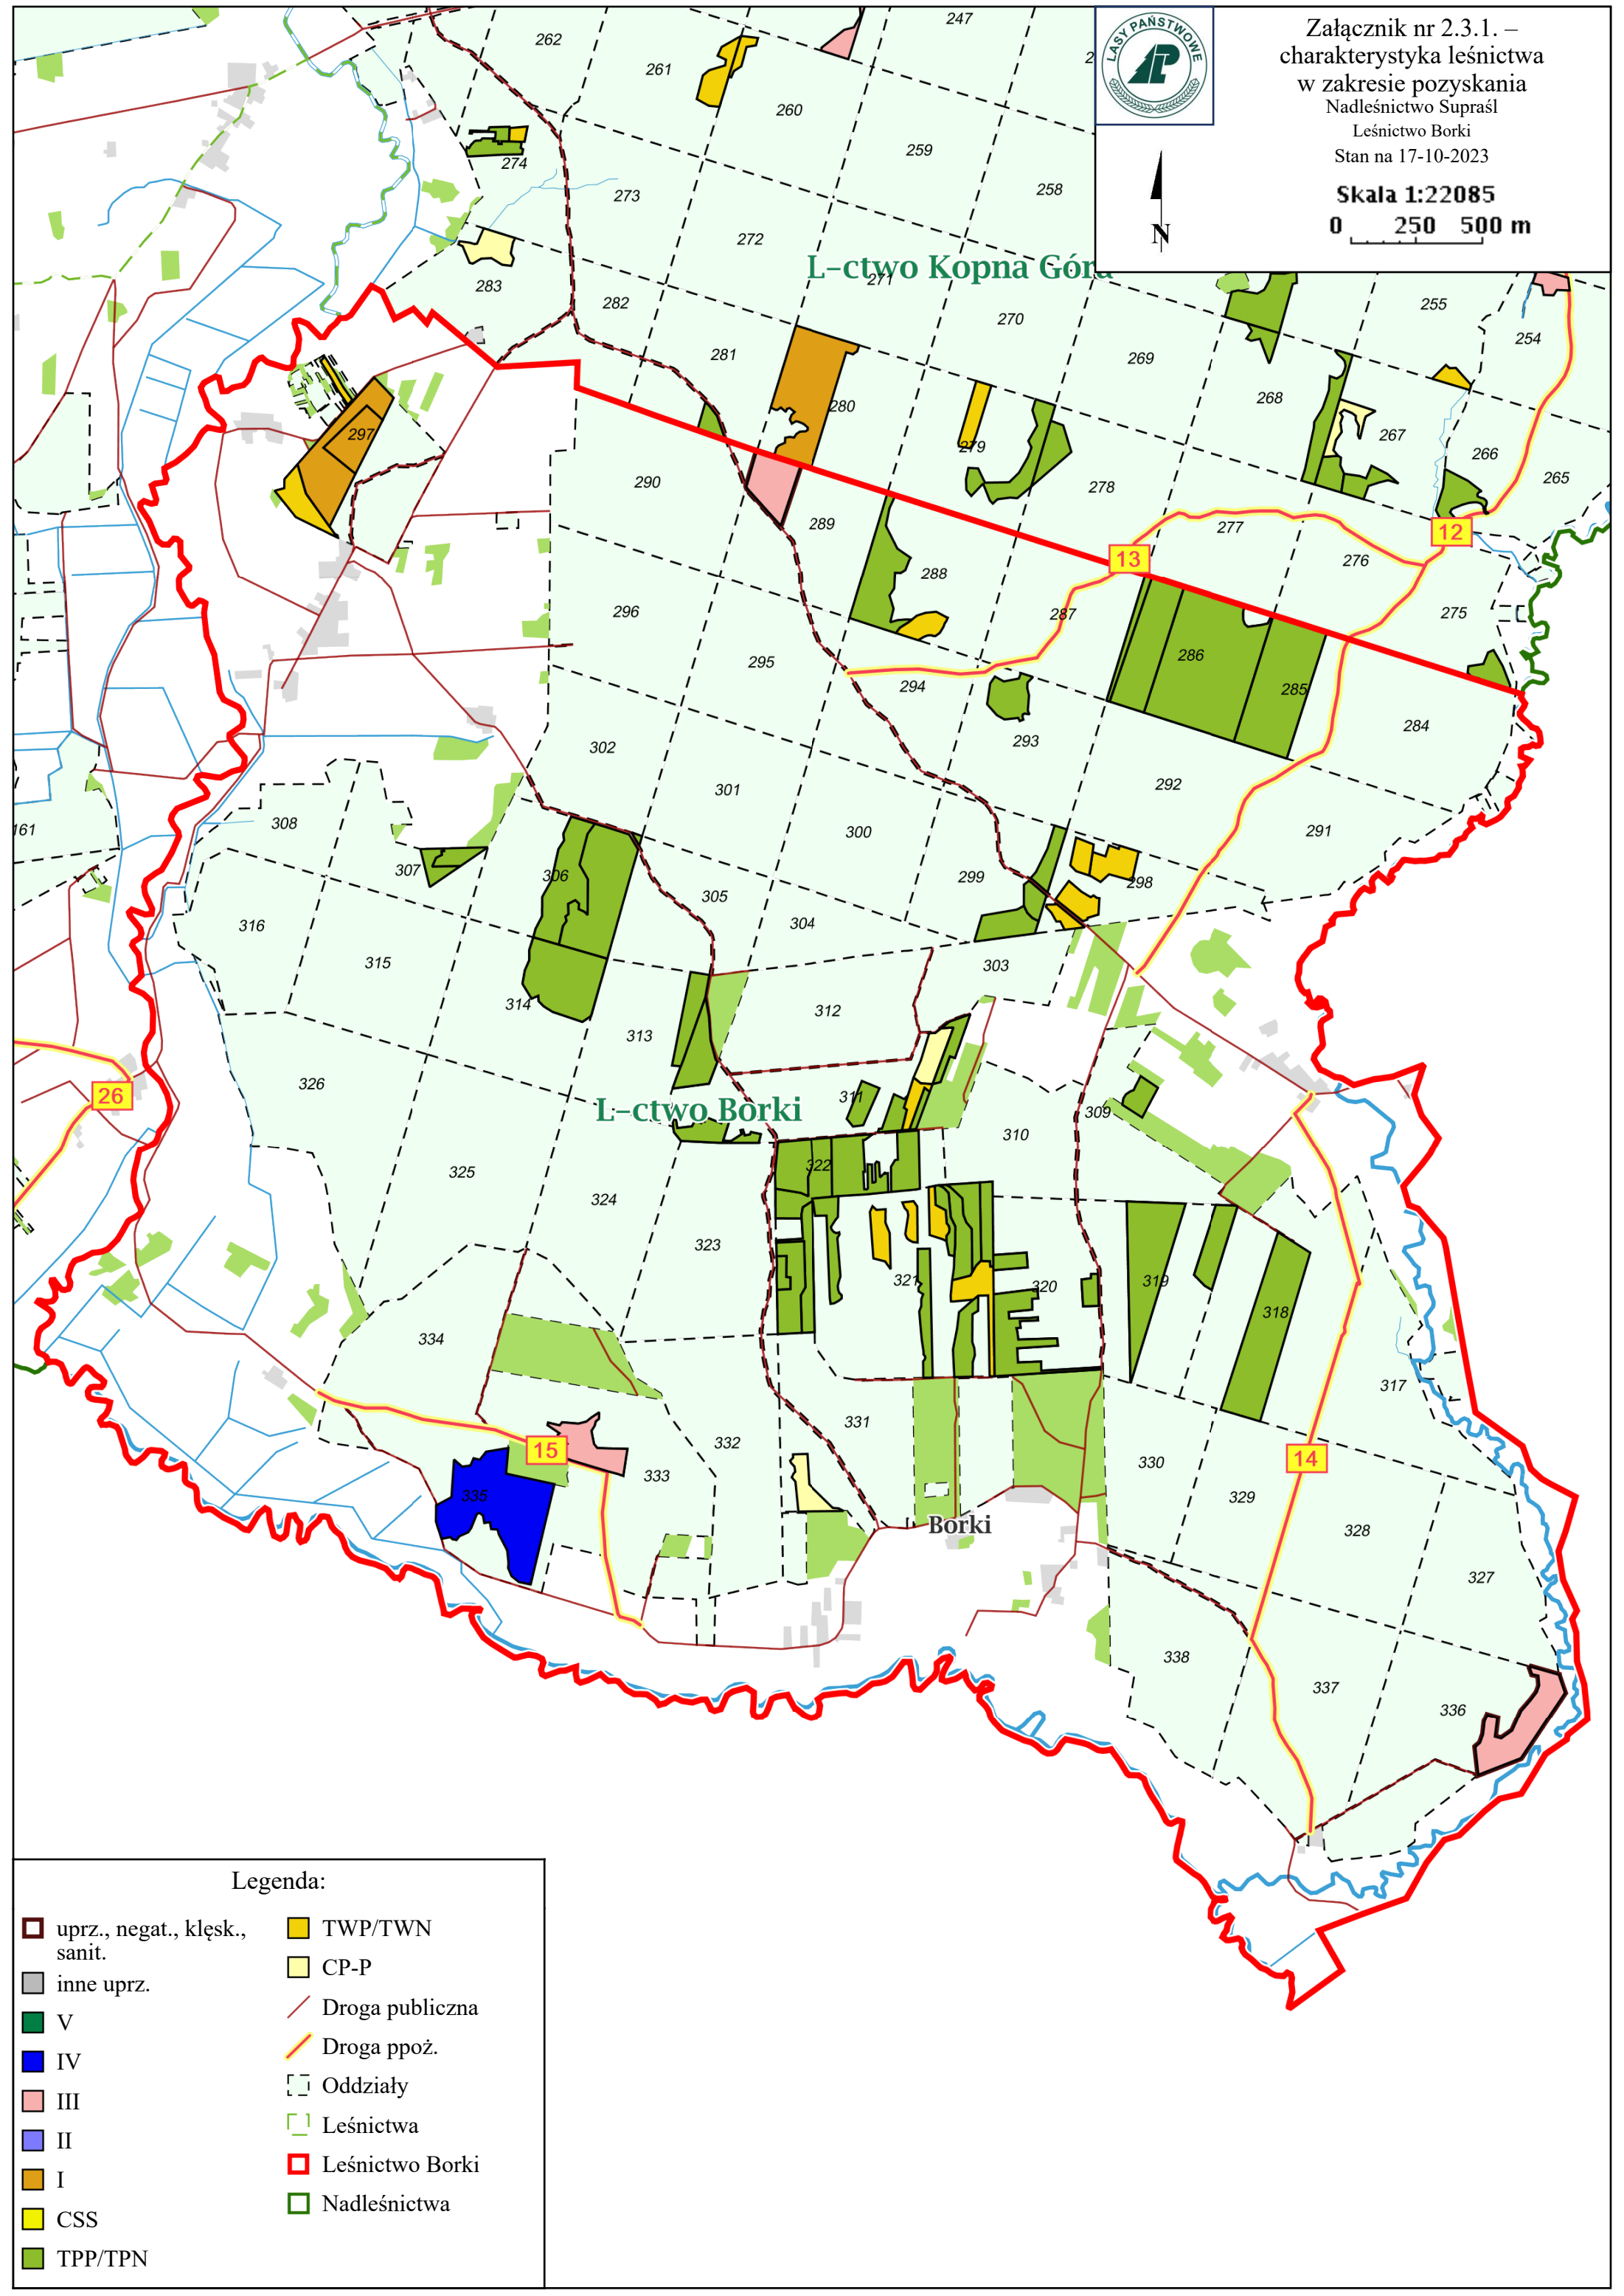 Załącznik nr 2.3.1. –
charakterystyka leśnictwa
w zakresie pozyskania
Nadleśnictwo Supraśl
Leśnictwo Borki
Stan na 17-10-2023
Skala 1:22085
0 250 500 m
LASY PAŃSTWOWE
N
247
262
261
260
259
258
274
273
272
L-ctwo Kopna Góra
271
283
282
270
255
254
281
269
268
280
267
297
279
266
265
290
278
289
277
12
13
276
288
296
287
275
295
286
294
285
293
284
302
292
301
308
300
291
161
307
306
299
298
305
304
316
315
303
314
312
313
326
26
311
309
L-ctwo Borki
310
325
322
324
323
321
320
319
318
334
317
331
332
15
333
330
14
335
329
Borki
328
327
338
337
336
Legenda:
uprz., negat., klęsk.,
sanit.
inne uprz.
V
IV
III
II
I
CSS
TPP/TPN
TWP/TWN
CP-P
Droga publiczna
Droga ppoż.
Oddziały
Leśnictwa
Leśnictwo Borki
Nadleśnictwa